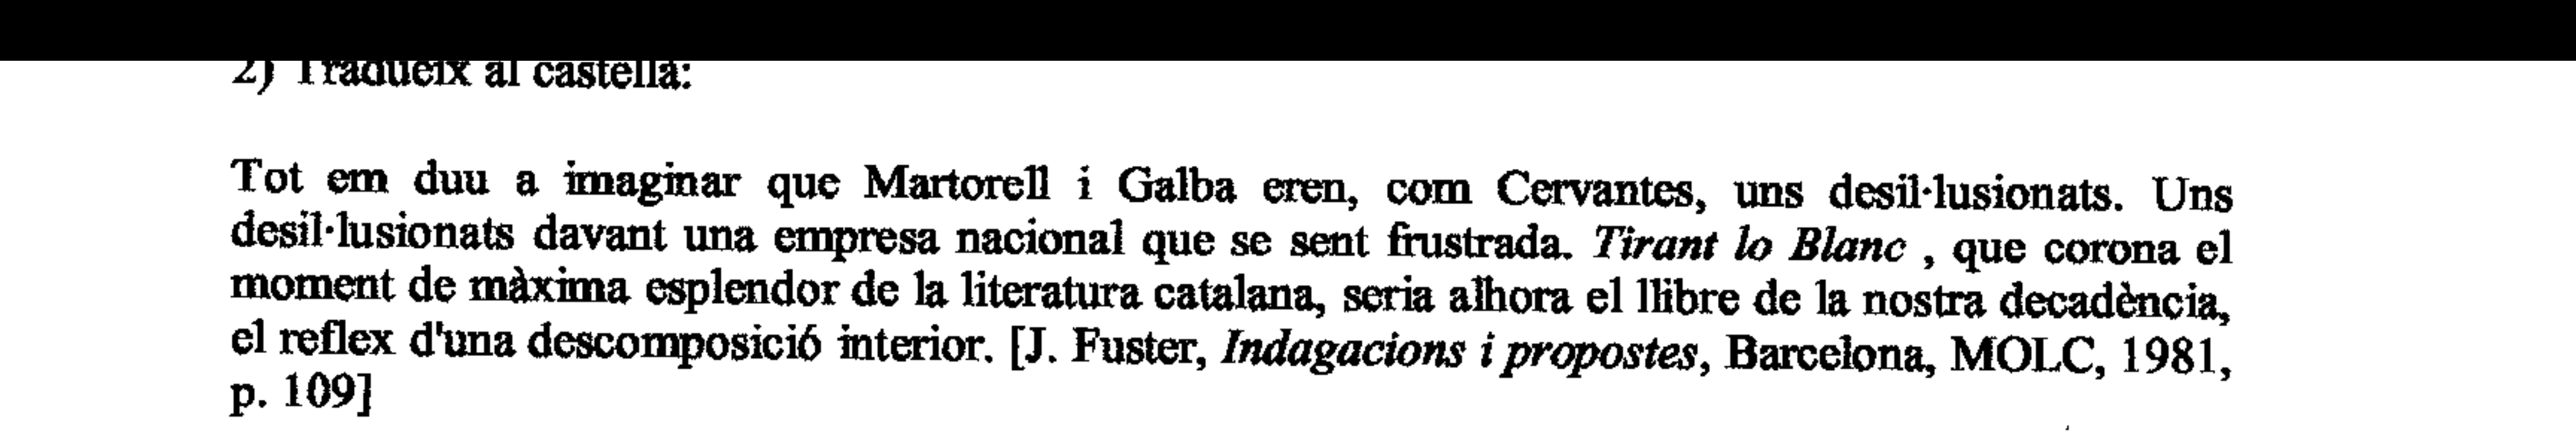 2) Tradueix al castellà:
Tot em duu a imaginar que Martorell i Galba eren, com Cervantes, uns desil·lusionats. Uns
desil·lusionats davant una empresa nacional que se sent frustrada. Tirant lo Blanc , que corona el
moment de màxima esplendor de la literatura catalana, seria alhora el llibre de la nostra decadència,
el reflex d'una descomposició interior. [J. Fuster, Indagacions i propostes, Barcelona, MOLC, 1981,
p. 109]